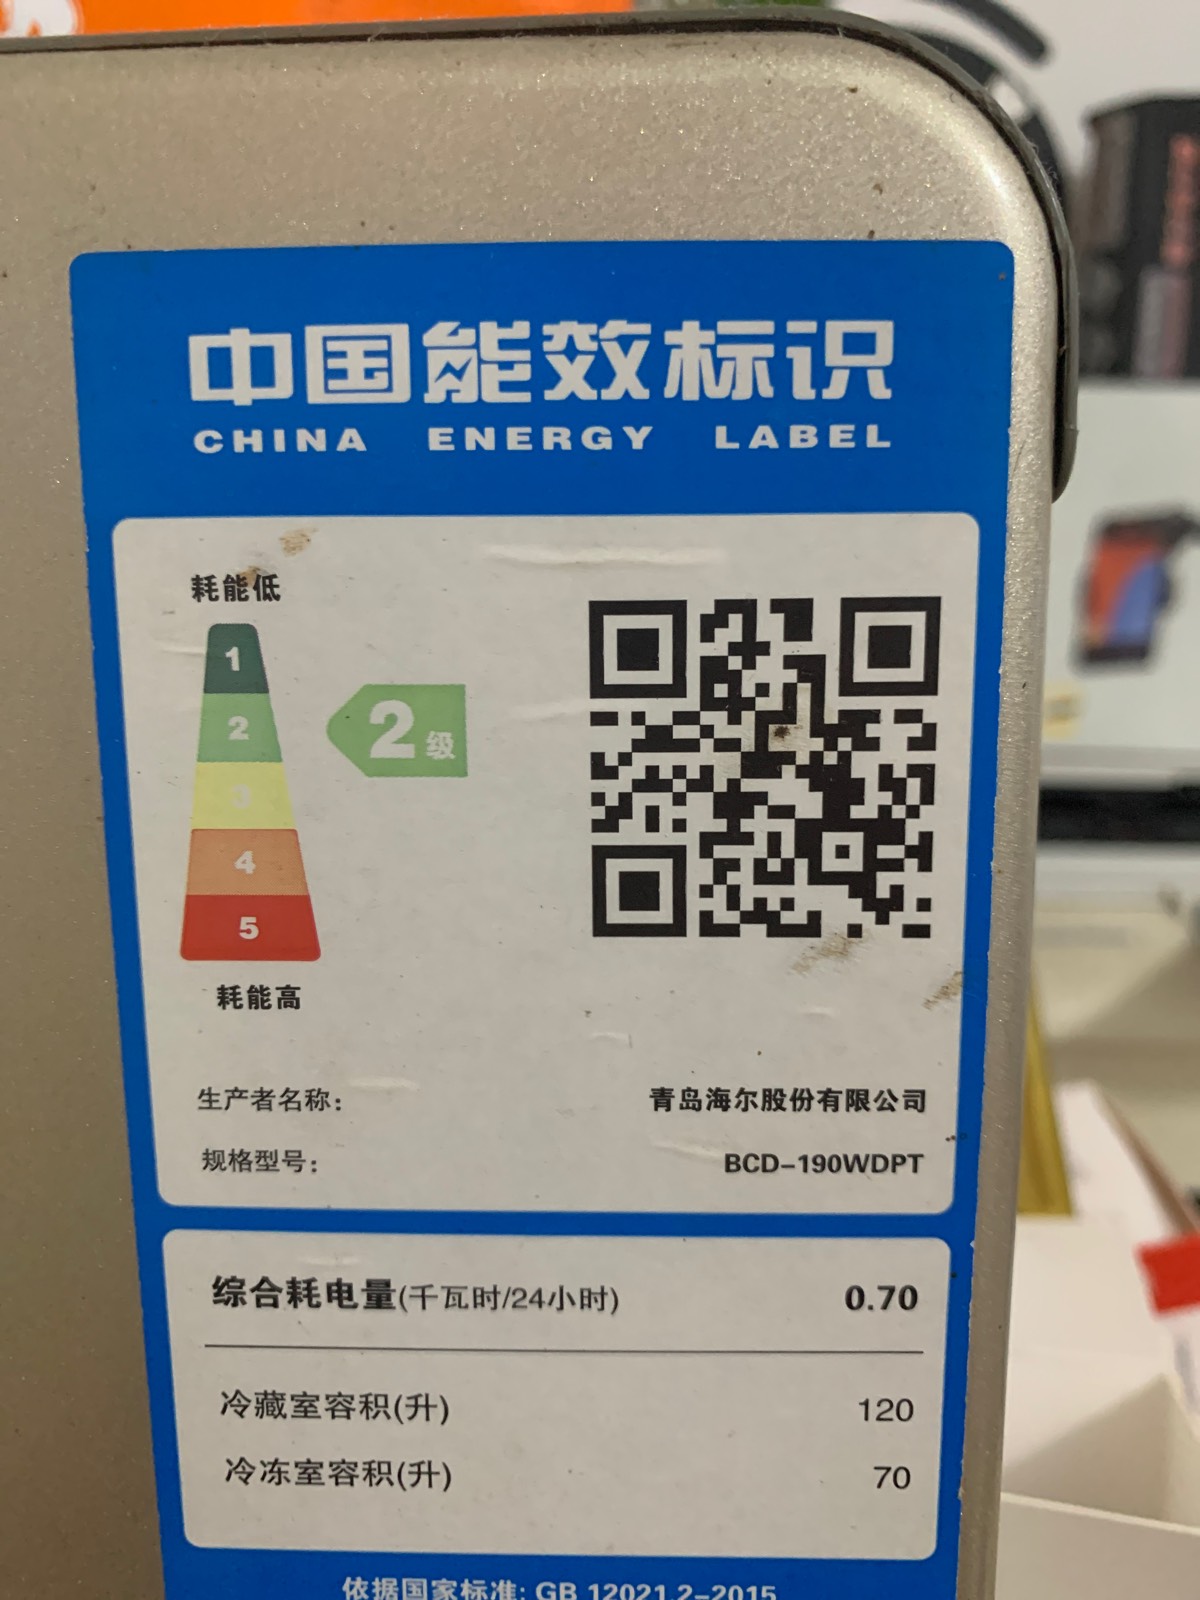 中国能效标识
CHINA ENERGY LABEL
耗能低
1
2
3
4
5
2级
耗能高
生产者名称： 青岛海尔股份有限公司
规格型号： BCD-190WDPT
综合耗电量(千瓦时/24小时) 0.70
冷藏室容积(升) 120
冷冻室容积(升) 70
依据国家标准: GB 12021.2-2015